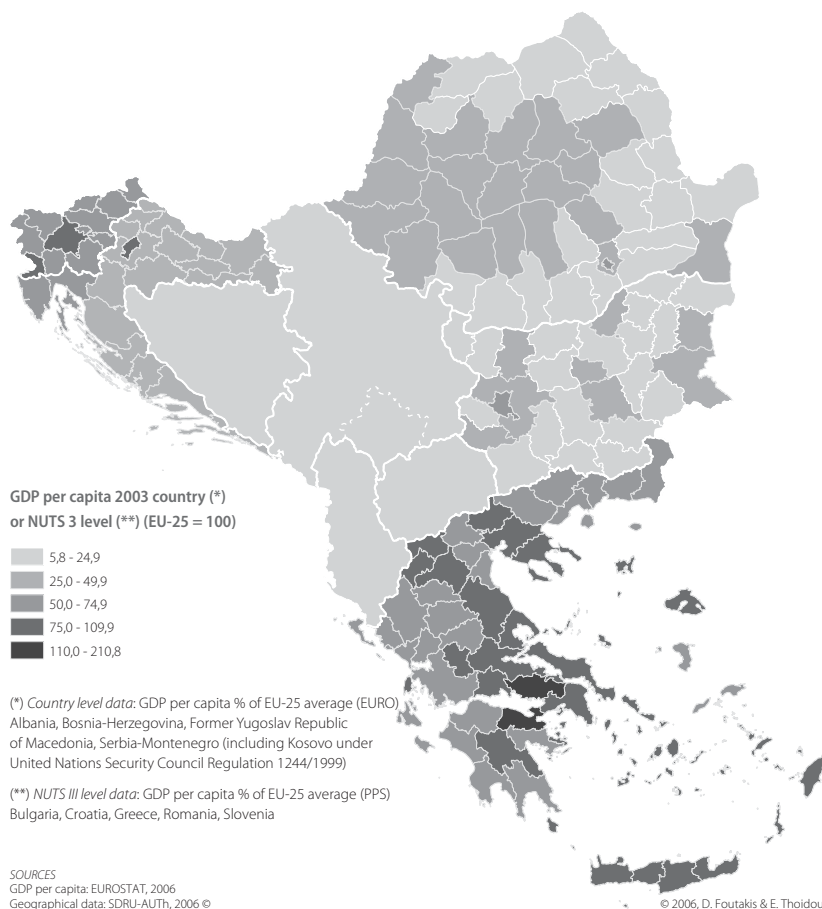 GDP per capita 2003 country (*)
or NUTS 3 level (**) (EU-25 = 100)
5,8 - 24,9
25,0 - 49,9
50,0 - 74,9
75,0 - 109,9
110,0 - 210,8
(*) Country level data: GDP per capita % of EU-25 average (EURO)
Albania, Bosnia-Herzegovina, Former Yugoslav Republic
of Macedonia, Serbia-Montenegro (including Kosovo under
United Nations Security Council Regulation 1244/1999)
(**) NUTS III level data: GDP per capita % of EU-25 average (PPS)
Bulgaria, Croatia, Greece, Romania, Slovenia
SOURCES
GDP per capita: EUROSTAT, 2006
Geographical data: SDRU-AUTh, 2006 ©
© 2006, D. Foutakis & E. Thoidou